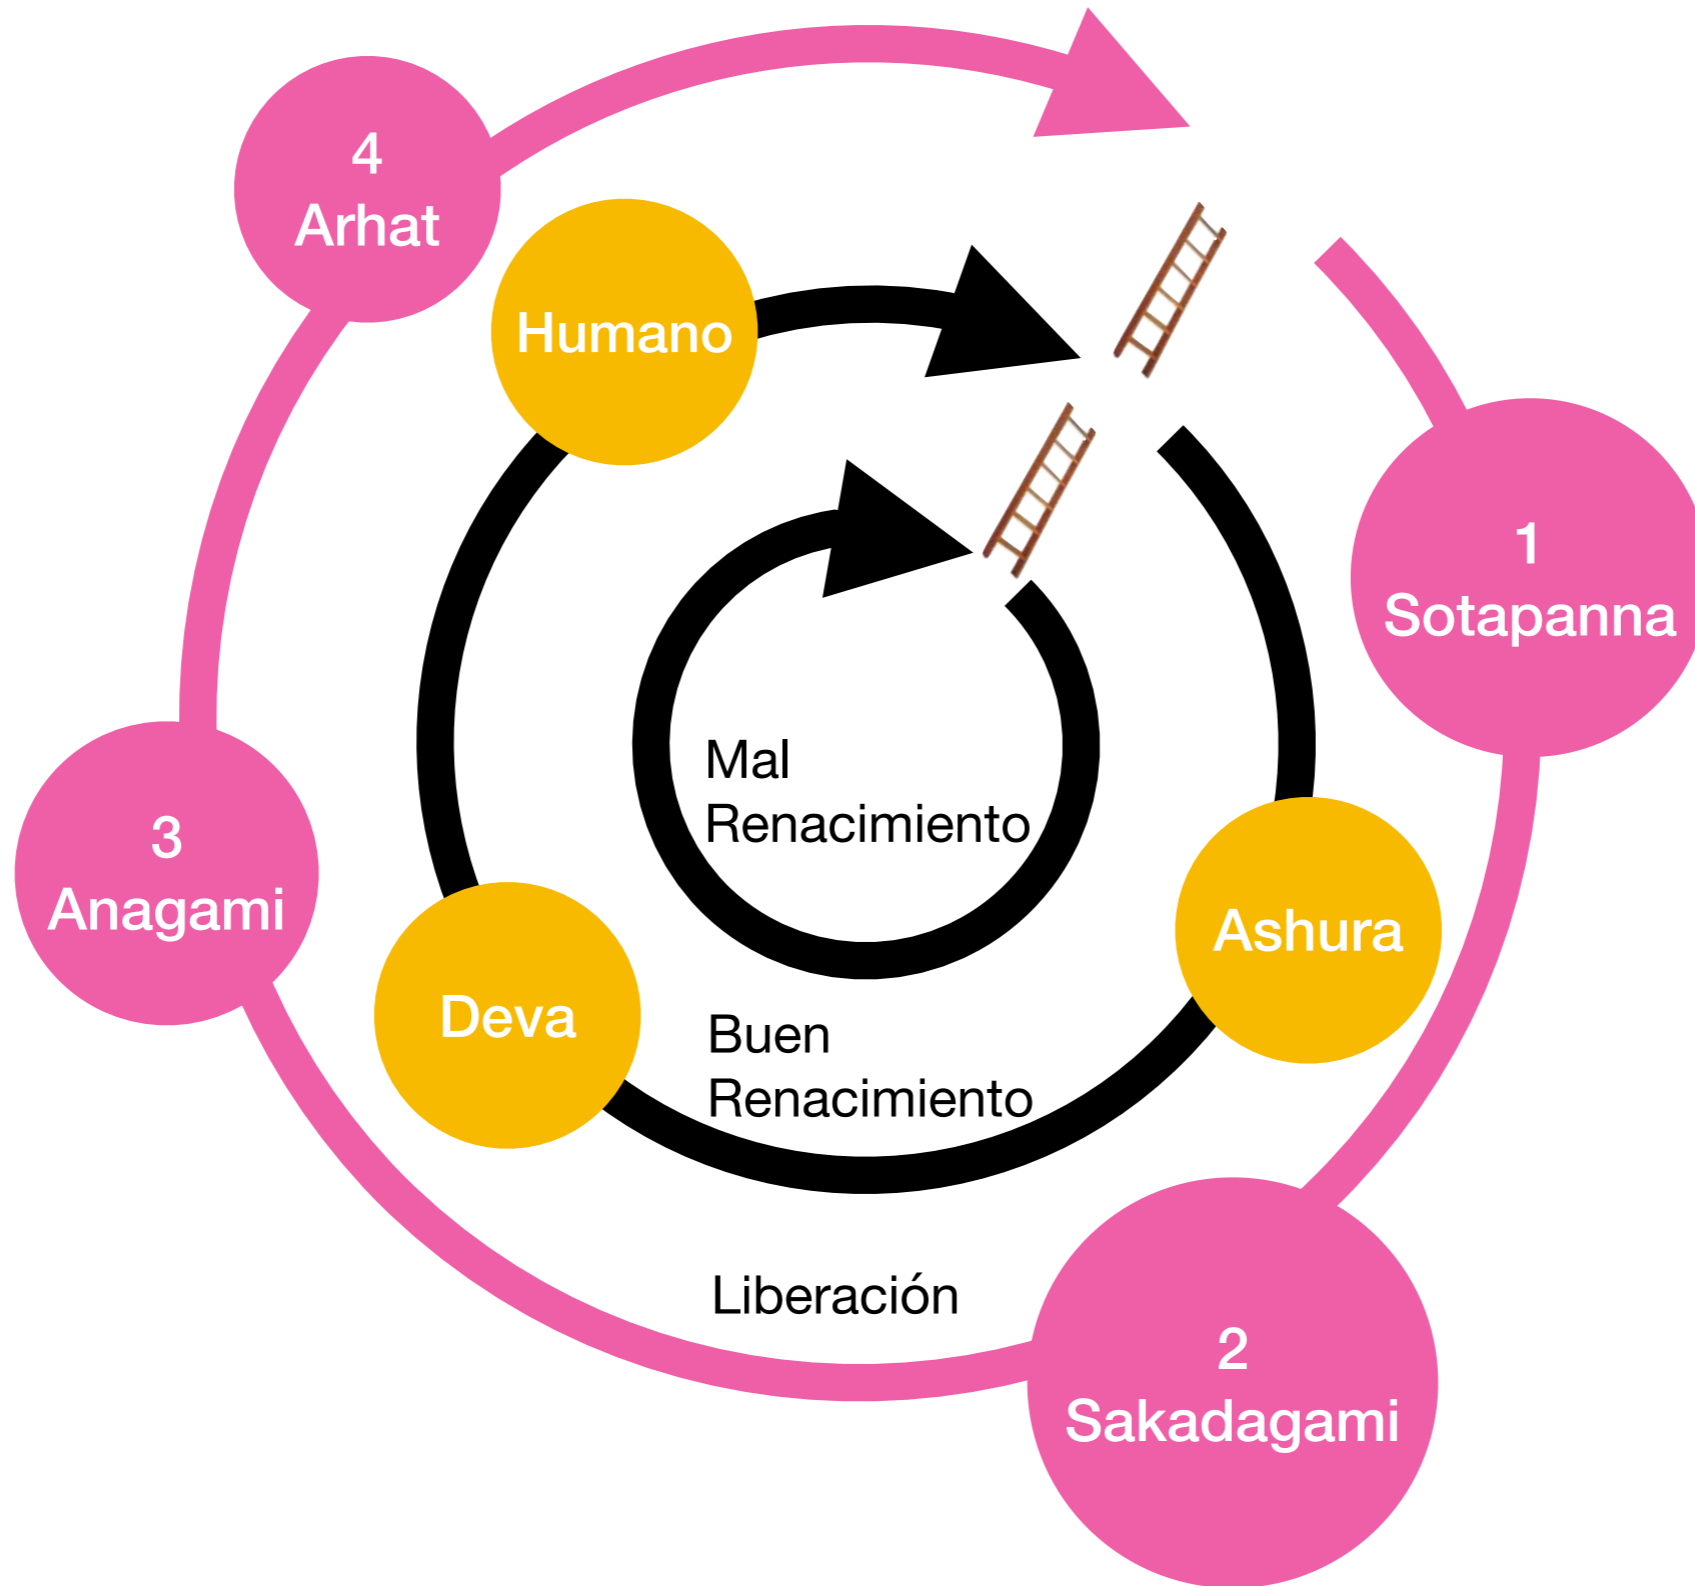 4
Arhat
Humano
1
Sotapanna
Mal
Renacimiento
3
Anagami
Ashura
Deva
Buen
Renacimiento
Liberación
2
Sakadagami